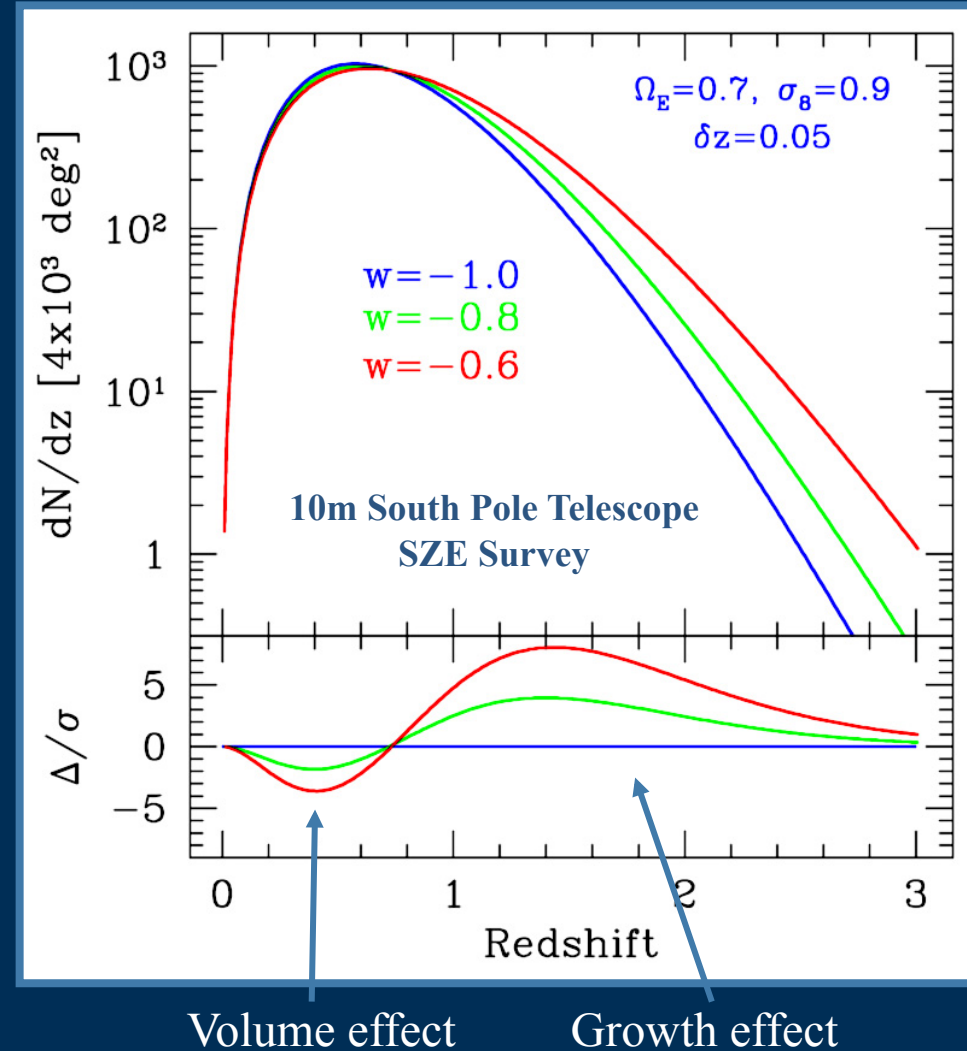 10³
10²
10¹
1
dN/dz [4x10³ deg²]
Ω_E=0.7, σ₈=0.9
δz=0.05
w=−1.0
w=−0.8
w=−0.6
10m South Pole Telescope
SZE Survey
5
0
−5
Δ/σ
0 1 2 3
Redshift
Volume effect Growth effect